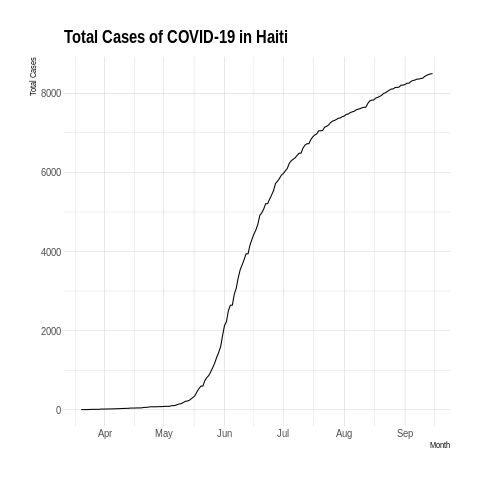 Total Cases of COVID-19 in Haiti
Total Cases
8000
6000
4000
2000
0
Apr May Jun Jul Aug Sep
Month